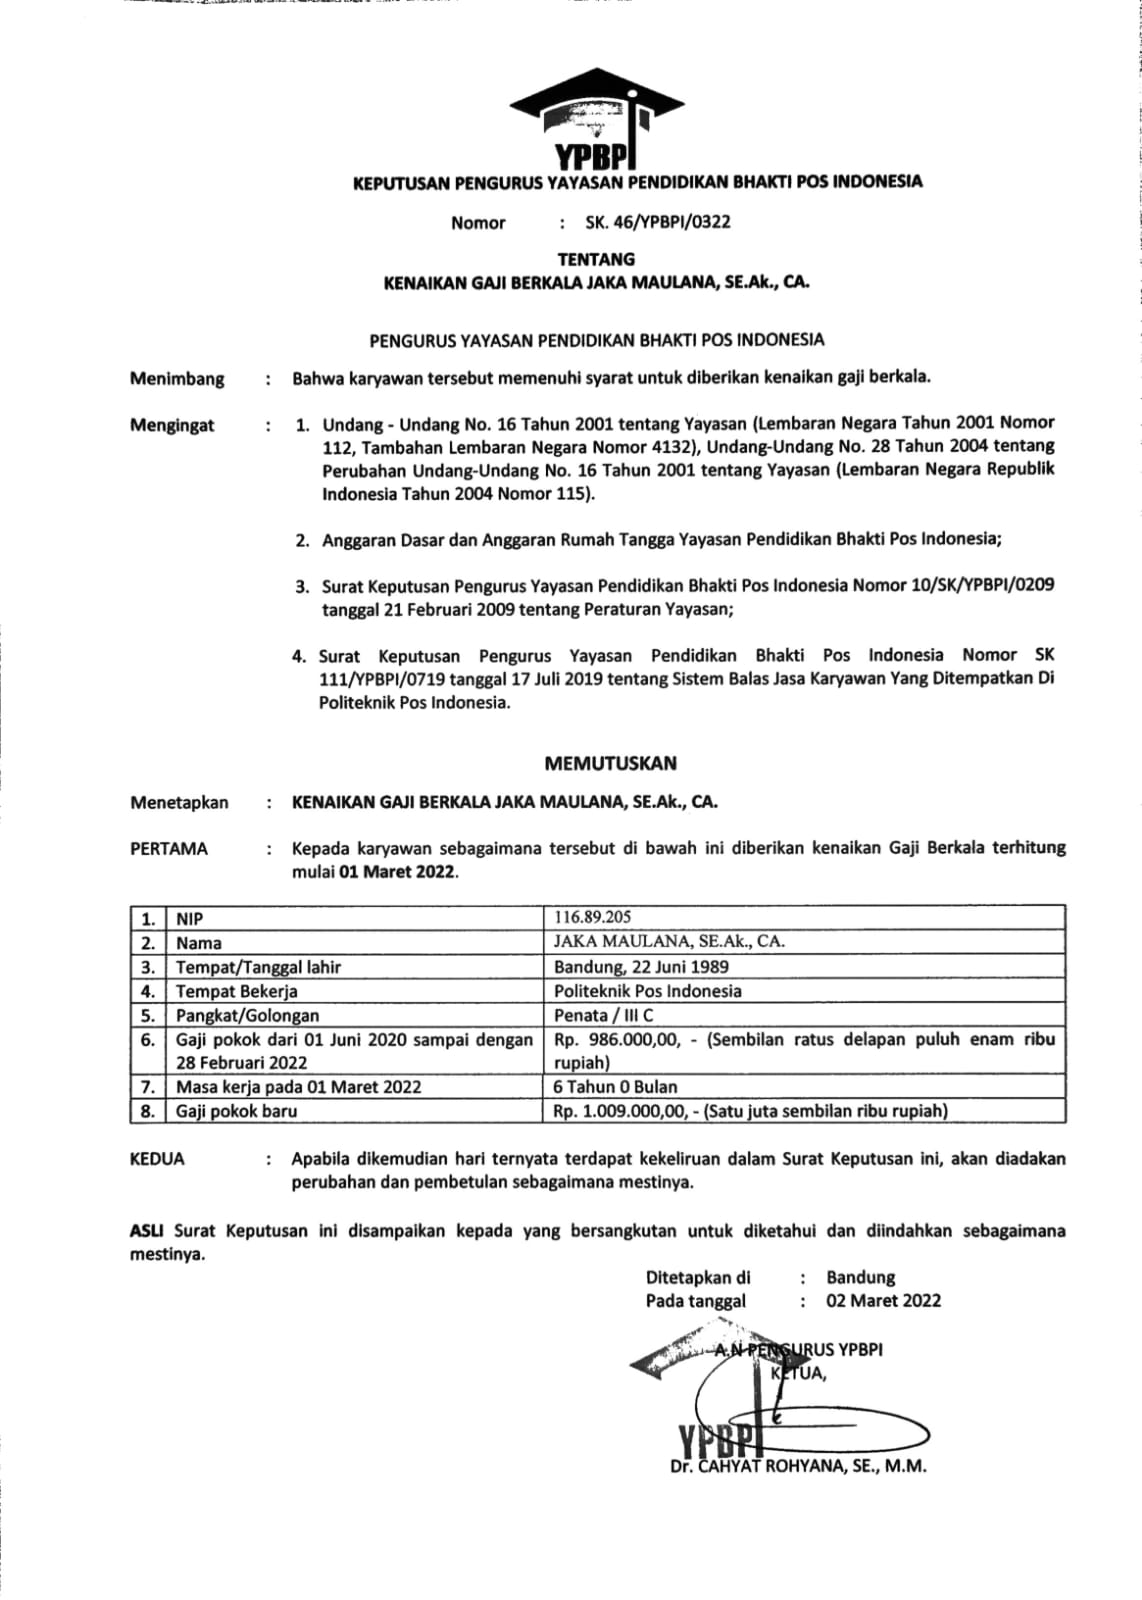 YPBPI
KEPUTUSAN PENGURUS YAYASAN PENDIDIKAN BHAKTI POS INDONESIA
Nomor : SK. 46/YPBPI/0322
TENTANG
KENAIKAN GAJI BERKALA JAKA MAULANA, SE.Ak., CA.
PENGURUS YAYASAN PENDIDIKAN BHAKTI POS INDONESIA
Menimbang : Bahwa karyawan tersebut memenuhi syarat untuk diberikan kenaikan gaji berkala.
Mengingat : 1. Undang - Undang No. 16 Tahun 2001 tentang Yayasan (Lembaran Negara Tahun 2001 Nomor
112, Tambahan Lembaran Negara Nomor 4132), Undang-Undang No. 28 Tahun 2004 tentang
Perubahan Undang-Undang No. 16 Tahun 2001 tentang Yayasan (Lembaran Negara Republik
Indonesia Tahun 2004 Nomor 115).
2. Anggaran Dasar dan Anggaran Rumah Tangga Yayasan Pendidikan Bhakti Pos Indonesia;
3. Surat Keputusan Pengurus Yayasan Pendidikan Bhakti Pos Indonesia Nomor 10/SK/YPBPI/0209
tanggal 21 Februari 2009 tentang Peraturan Yayasan;
4. Surat Keputusan Pengurus Yayasan Pendidikan Bhakti Pos Indonesia Nomor SK
111/YPBPI/0719 tanggal 17 Juli 2019 tentang Sistem Balas Jasa Karyawan Yang Ditempatkan Di
Politeknik Pos Indonesia.
MEMUTUSKAN
Menetapkan : KENAIKAN GAJI BERKALA JAKA MAULANA, SE.Ak., CA.
PERTAMA : Kepada karyawan sebagaimana tersebut di bawah ini diberikan kenaikan Gaji Berkala terhitung
mulai 01 Maret 2022.
1. NIP 116.89.205
2. Nama JAKA MAULANA, SE.Ak., CA.
3. Tempat/Tanggal lahir Bandung, 22 Juni 1989
4. Tempat Bekerja Politeknik Pos Indonesia
5. Pangkat/Golongan Penata / III C
6. Gaji pokok dari 01 Juni 2020 sampai dengan Rp. 986.000,00, - (Sembilan ratus delapan puluh enam ribu
28 Februari 2022 rupiah)
7. Masa kerja pada 01 Maret 2022 6 Tahun 0 Bulan
8. Gaji pokok baru Rp. 1.009.000,00, - (Satu juta sembilan ribu rupiah)
KEDUA : Apabila dikemudian hari ternyata terdapat kekeliruan dalam Surat Keputusan ini, akan diadakan
perubahan dan pembetulan sebagaimana mestinya.
ASLI Surat Keputusan ini disampaikan kepada yang bersangkutan untuk diketahui dan diindahkan sebagaimana
mestinya.
Ditetapkan di : Bandung
Pada tanggal : 02 Maret 2022
A.N PENGURUS YPBPI
KETUA,
YPBPI
Dr. CAHYAT ROHYANA, SE., M.M.